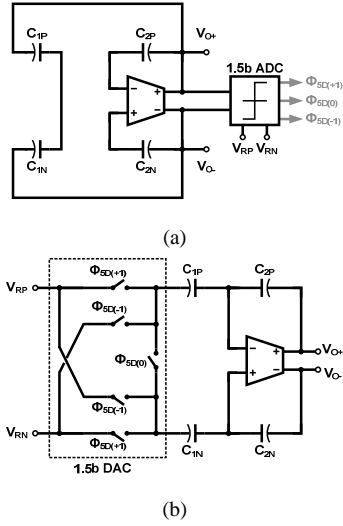 C1P
C2P
VO+
1.5b ADC
Φ5D(+1)
Φ5D(0)
Φ5D(-1)
VRP VRN
C1N
C2N
VO-
(a)
VRP
Φ5D(+1)
C1P
C2P
Φ5D(-1)
Φ5D(0)
VO+
VO-
Φ5D(-1)
VRN
Φ5D(+1)
C1N
C2N
1.5b DAC
(b)